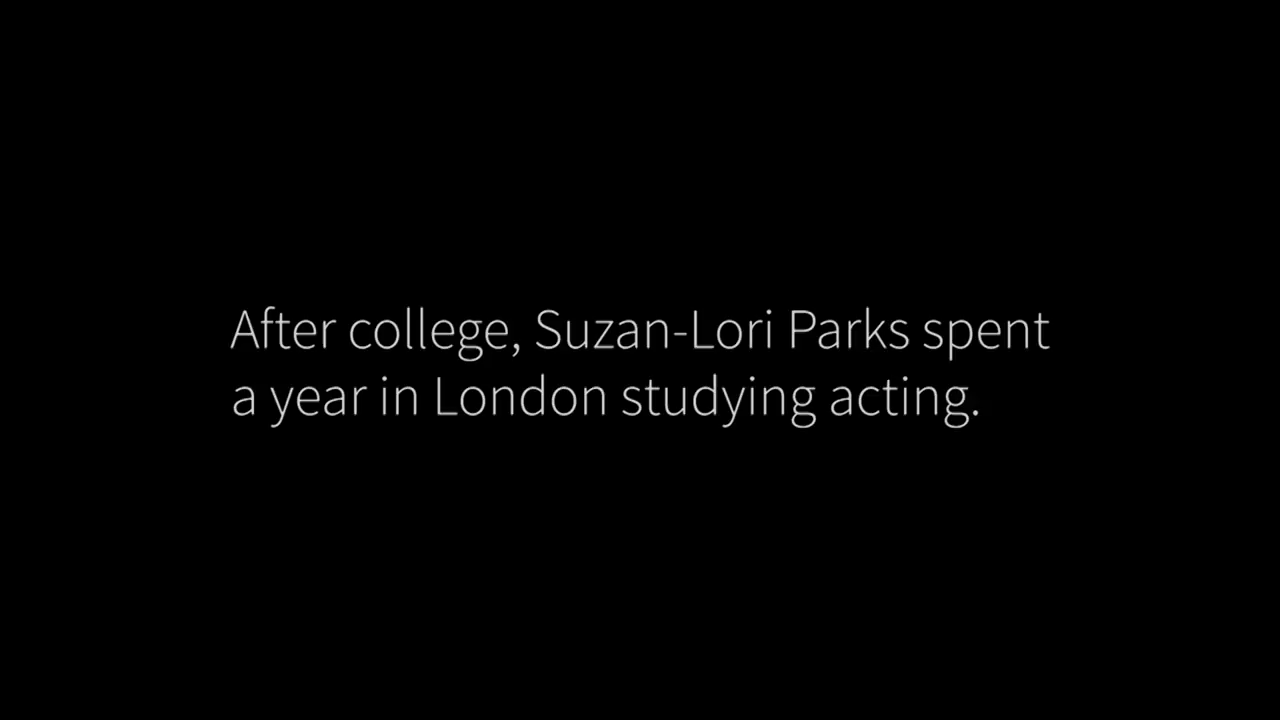 After college, Suzan-Lori Parks spent
a year in London studying acting.